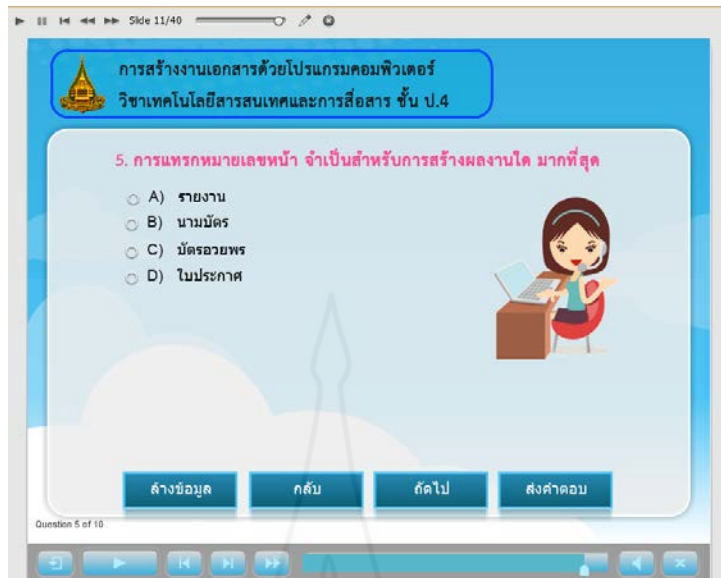 Slide 11/40
การสร้างงานเอกสารด้วยโปรแกรมคอมพิวเตอร์
วิชาเทคโนโลยีสารสนเทศและการสื่อสาร ชั้น ป.4
5. การแทรกหมายเลขหน้า จำเป็นสำหรับการสร้างผลงานใด มากที่สุด
A) รายงาน
B) นามบัตร
C) บัตรอวยพร
D) ใบประกาศ
ล้างข้อมูล กลับ ถัดไป ส่งคำตอบ
Question 5 of 10